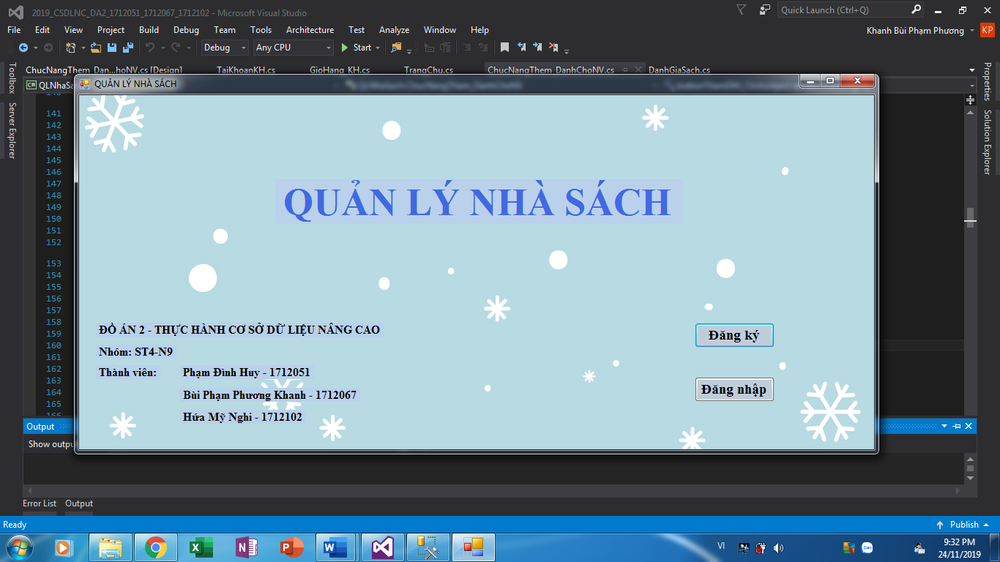 2019_CSDLNC_DA2_1712051_1712067_1712102 - Microsoft Visual Studio
Quick Launch (Ctrl+Q)
File Edit View Project Build Debug Team Tools Architecture Test Analyze Window Help
Khanh Bùi Phạm Phương KP
Debug Any CPU Start
Toolbox
Server Explorer
Properties
Solution Explorer
ChucNangThem_Dan...hoNV.cs [Design] TaiKhoanKH.cs GioHang_KH.cs TrangChu.cs ChucNangThem_DanhChoNV.cs DanhGiaSach.cs
C# QLNhaSa
QUẢN LÝ NHÀ SÁCH
141
142
143
144
145
146
147
148
149
150
151
152
153
154
155
156
157
158
159
160
161
162
163
164
165
166
QUẢN LÝ NHÀ SÁCH
ĐỒ ÁN 2 - THỰC HÀNH CƠ SỞ DỮ LIỆU NÂNG CAO
Nhóm: ST4-N9
Thành viên: Phạm Đình Huy - 1712051
Bùi Phạm Phương Khanh - 1712067
Hứa Mỹ Nghi - 1712102
Đăng ký
Đăng nhập
Output
Show outpu
Error List Output
Ready
Publish
VI
Zalo
9:32 PM
24/11/2019